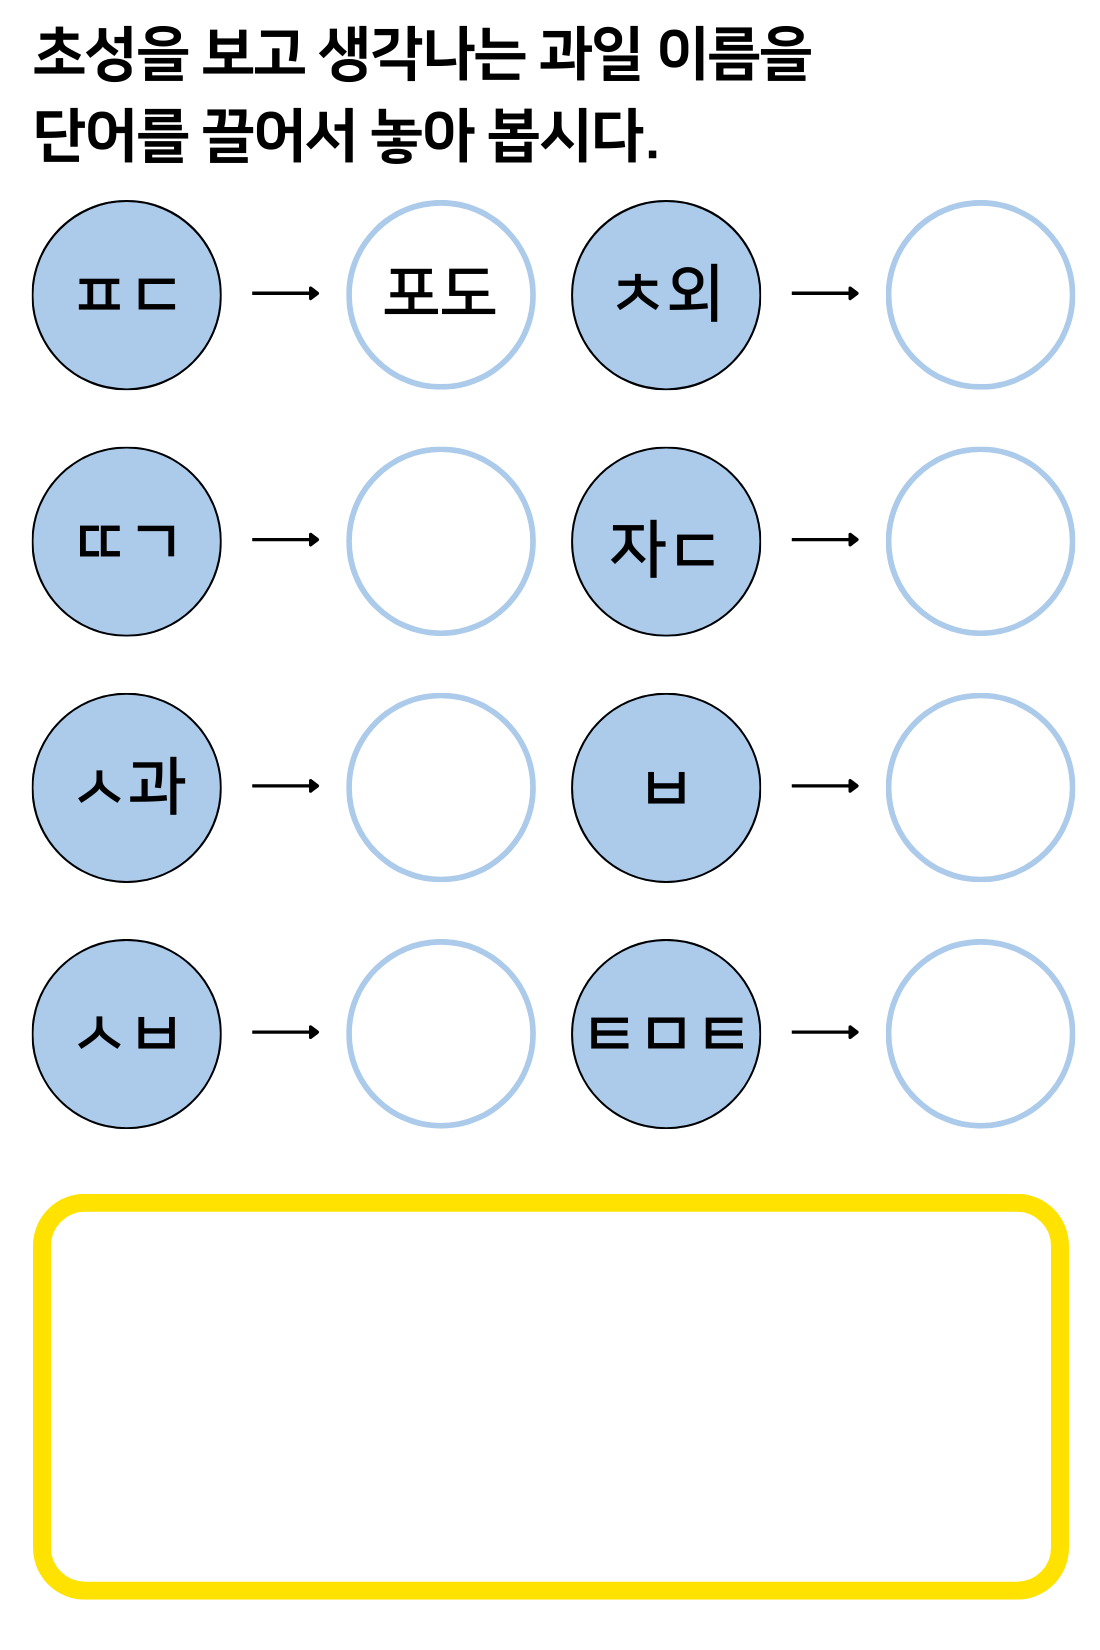 초성을 보고 생각나는 과일 이름을
단어를 끌어서 놓아 봅시다.
ㅍㄷ → 포도 ㅊ외 →
ㄸㄱ → 자ㄷ →
ㅅ과 → ㅂ →
ㅅㅂ → ㅌㅁㅌ →